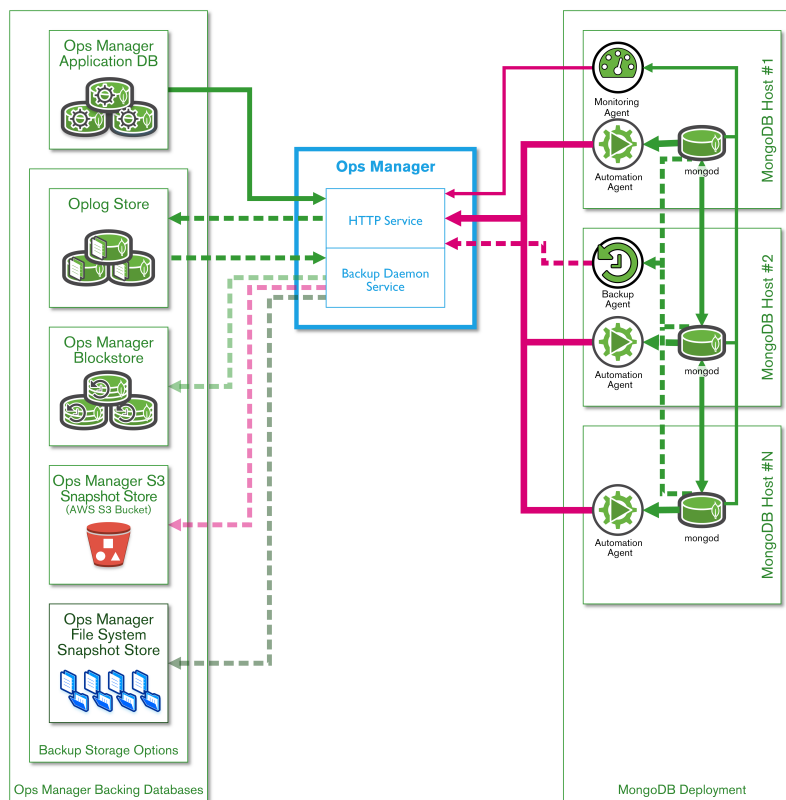 Ops Manager
Application DB
Oplog Store
Ops Manager
Blockstore
Ops Manager S3
Snapshot Store
(AWS S3 Bucket)
Ops Manager
File System
Snapshot Store
Backup Storage Options
Ops Manager Backing Databases
Ops Manager
HTTP Service
Backup Daemon
Service
Monitoring
Agent
Automation
Agent
mongod
MongoDB Host #1
Backup
Agent
Automation
Agent
mongod
MongoDB Host #2
Automation
Agent
mongod
MongoDB Host #N
MongoDB Deployment